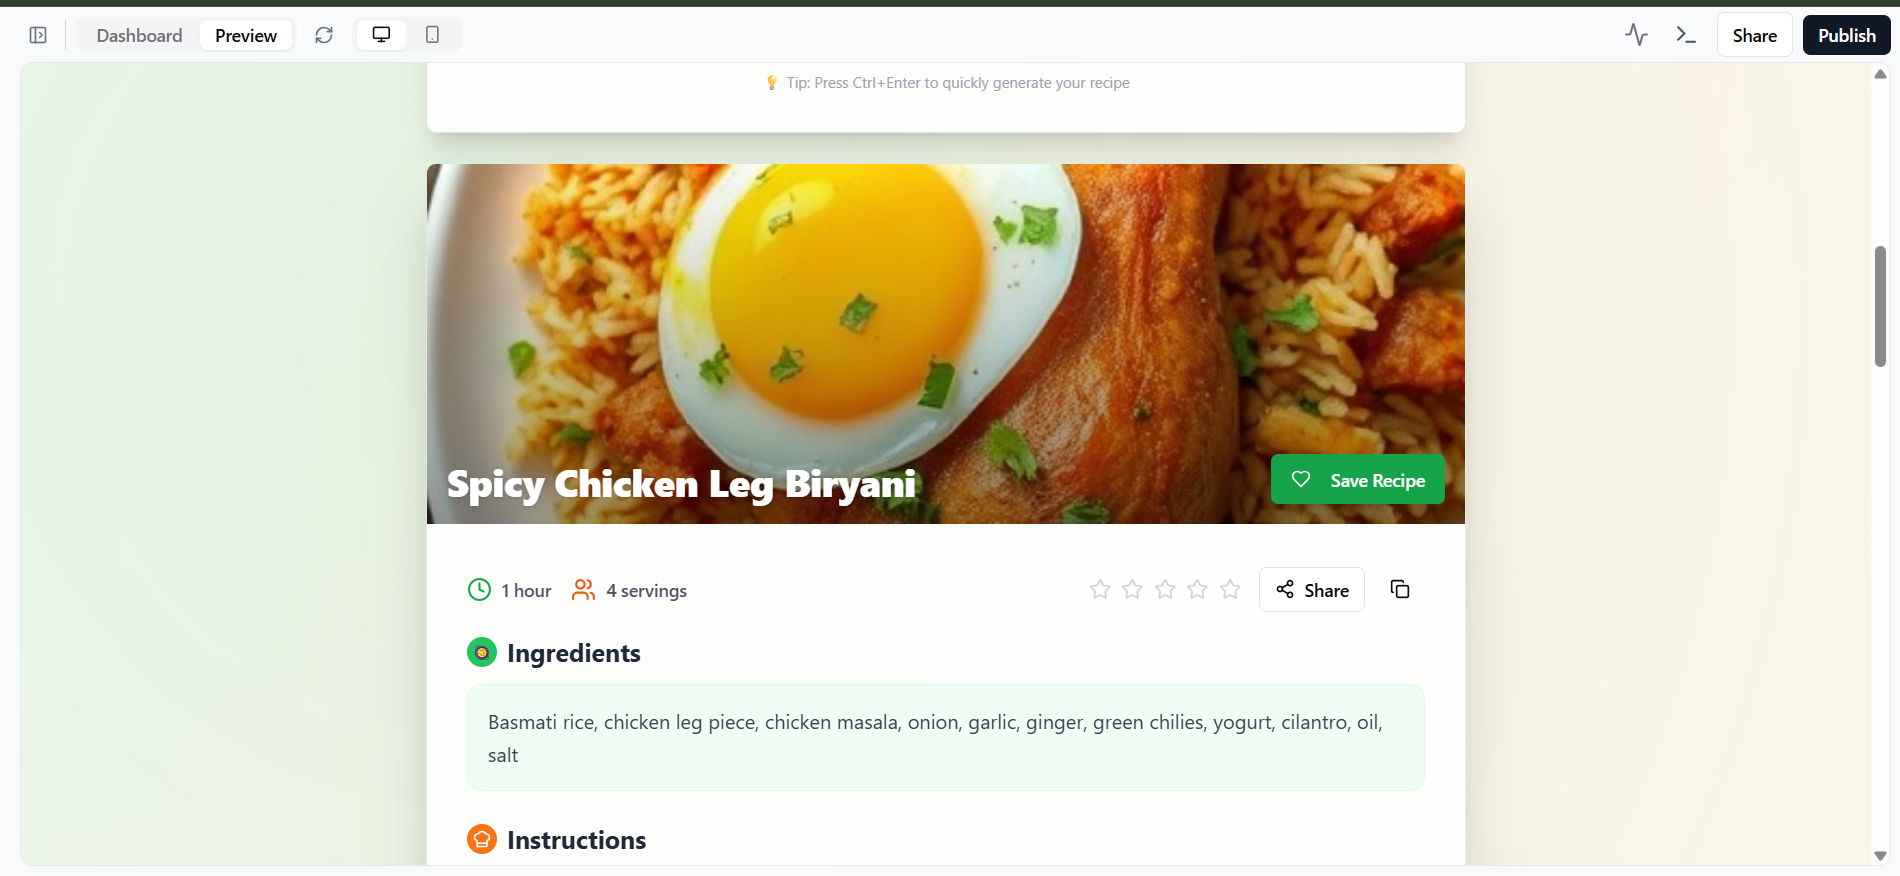 Dashboard Preview Share Publish
💡 Tip: Press Ctrl+Enter to quickly generate your recipe
Spicy Chicken Leg Biryani
Save Recipe
1 hour 4 servings Share
Ingredients
Basmati rice, chicken leg piece, chicken masala, onion, garlic, ginger, green chilies, yogurt, cilantro, oil,
salt
Instructions